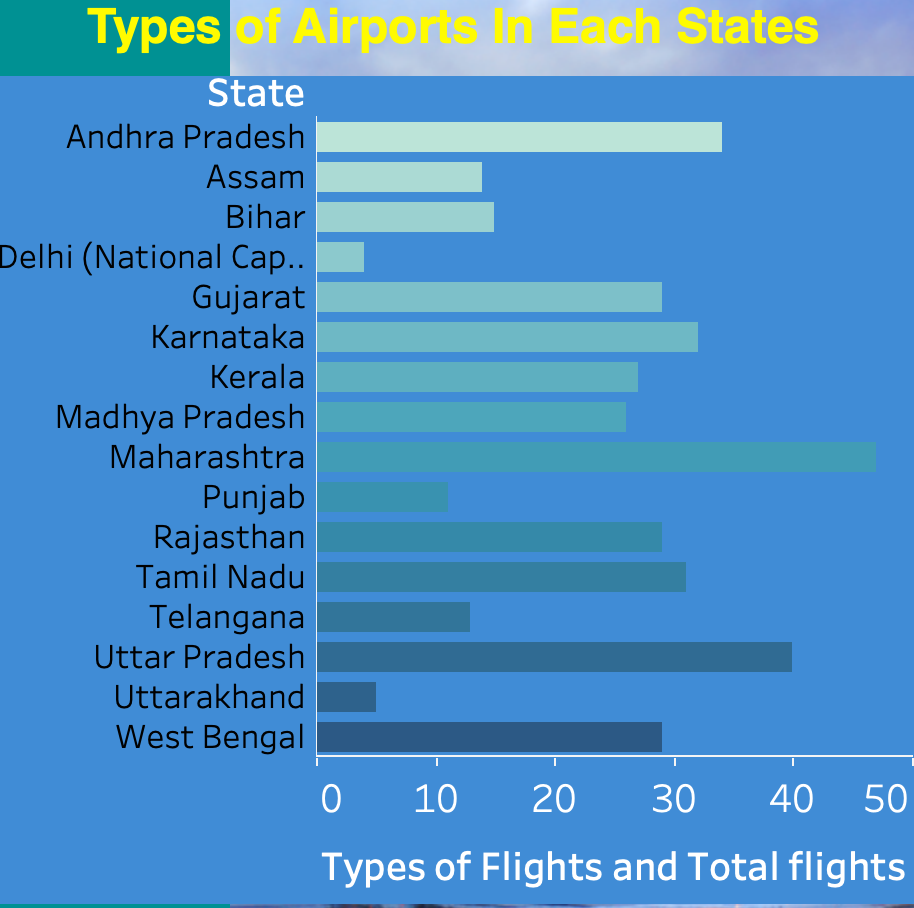 Types of Airports In Each States
State
Andhra Pradesh
Assam
Bihar
Delhi (National Cap..
Gujarat
Karnataka
Kerala
Madhya Pradesh
Maharashtra
Punjab
Rajasthan
Tamil Nadu
Telangana
Uttar Pradesh
Uttarakhand
West Bengal
0 10 20 30 40 50
Types of Flights and Total flights